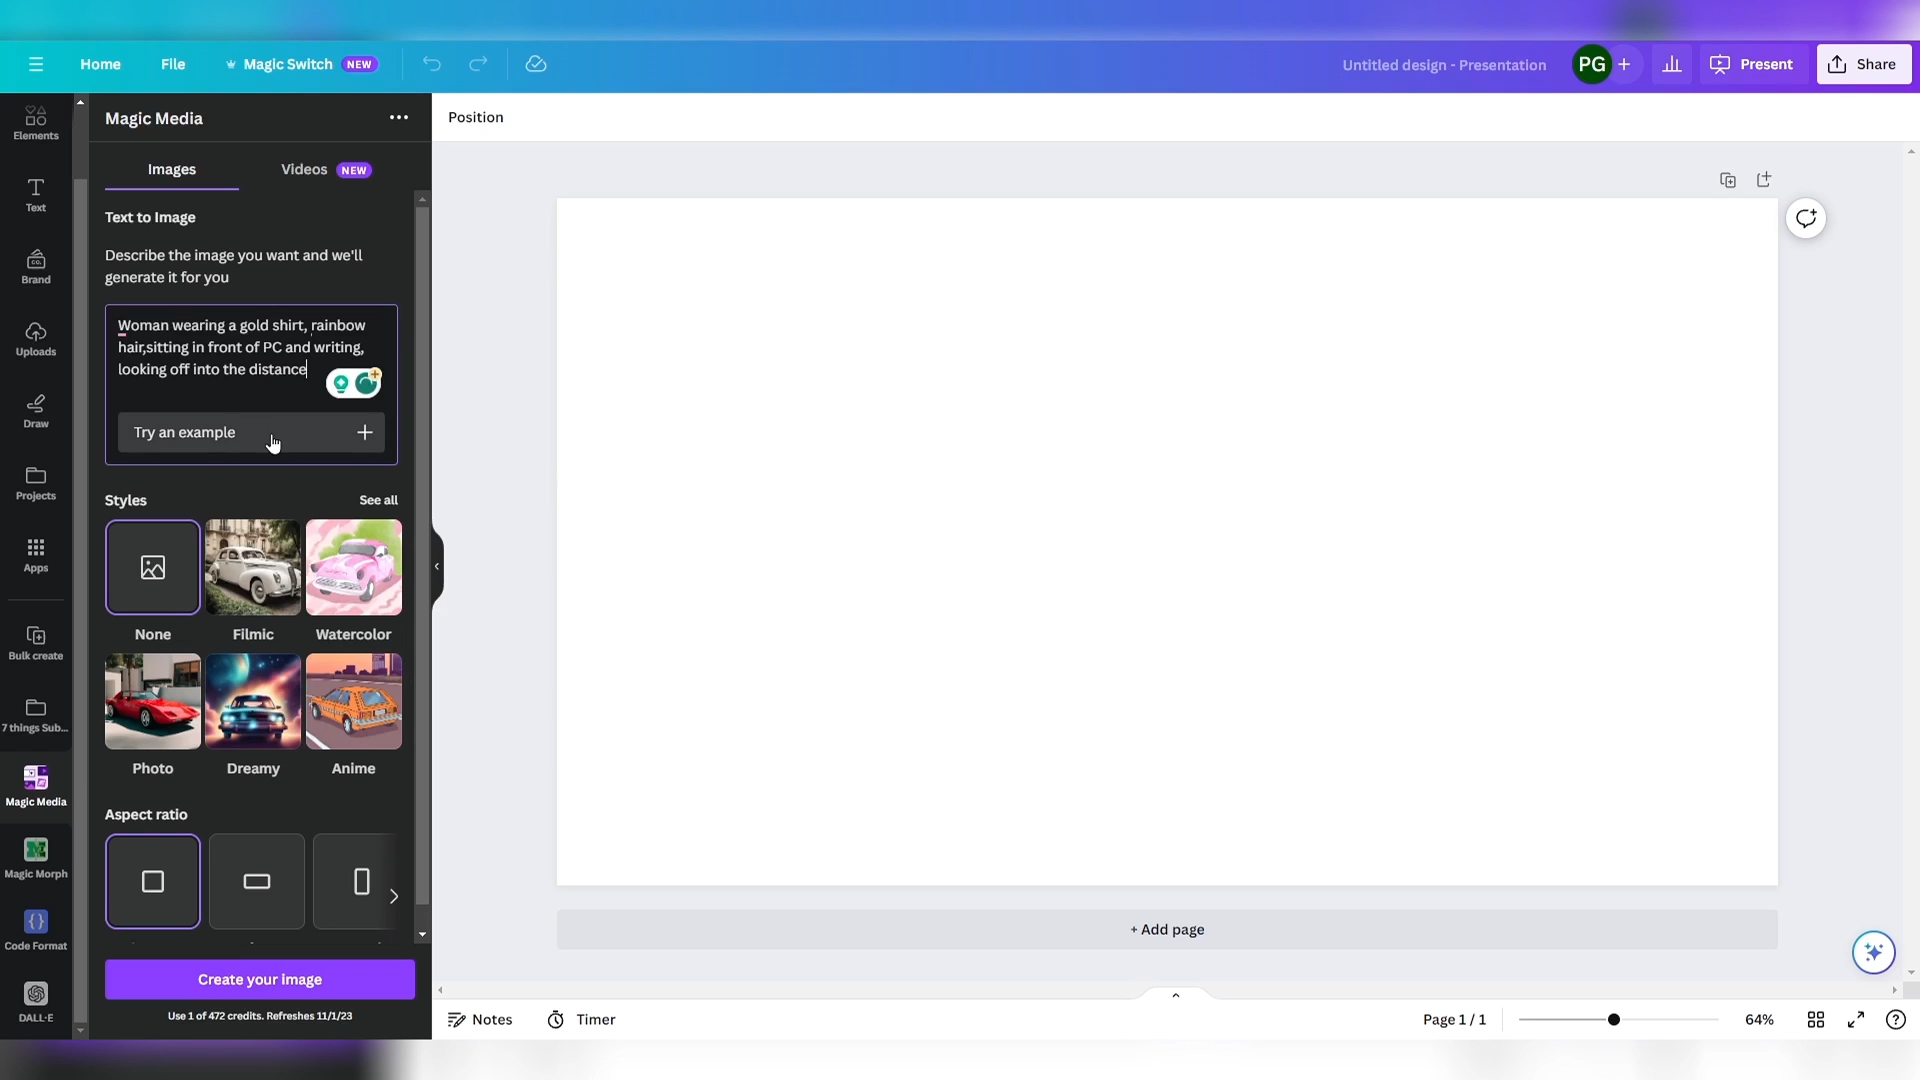 Home
File
Magic Switch NEW
Untitled design - Presentation
PG
Present
Share
Elements
Text
Brand
Uploads
Draw
Projects
Apps
Bulk create
7 things Sub...
Magic Media
Magic Morph
Code Format
DALL·E
Magic Media
Images
Videos NEW
Text to Image
Describe the image you want and we'll
generate it for you
Woman wearing a gold shirt, rainbow
hair,sitting in front of PC and writing,
looking off into the distance
Try an example
Styles
See all
None
Filmic
Watercolor
Photo
Dreamy
Anime
Aspect ratio
Create your image
Use 1 of 472 credits. Refreshes 11/1/23
Position
+ Add page
Notes
Timer
Page 1 / 1
64%